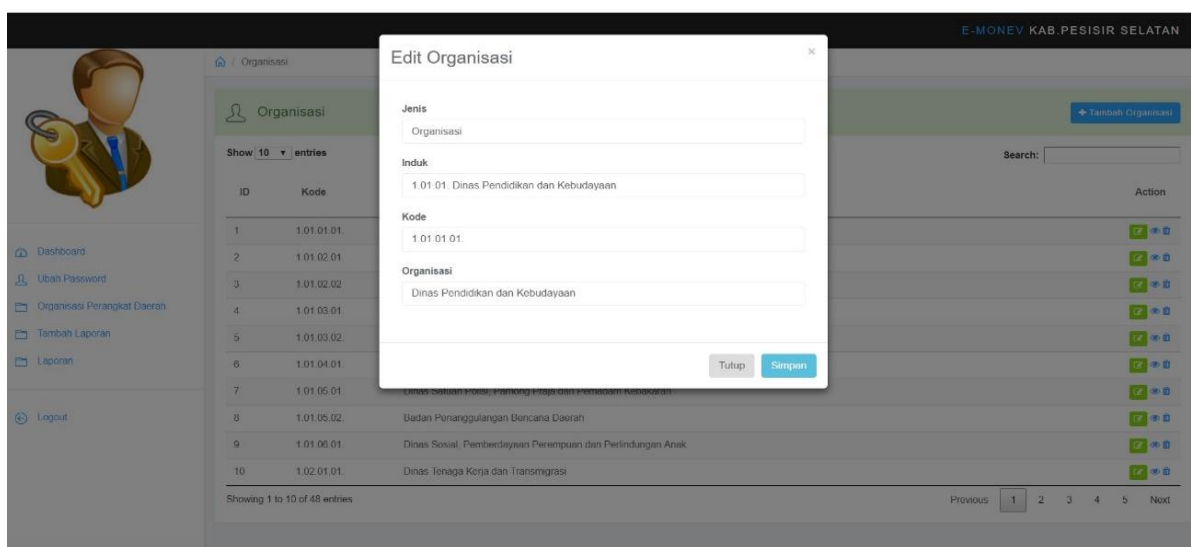 E-MONEV KAB.PESISIR SELATAN
/ Organisasi
Organisasi
+ Tambah Organisasi
Show 10 entries
Search:
ID Kode Action
1 1.01.01.01.
2 1.01.02.01.
3 1.01.02.02
4 1.01.03.01.
5 1.01.03.02.
6 1.01.04.01.
7 1.01.05.01. Dinas Satuan Polisi, Pamong Praja dan Pemadam Kebakaran
8 1.01.05.02. Badan Penanggulangan Bencana Daerah
9 1.01.06.01. Dinas Sosial, Pemberdayaan Perempuan dan Perlindungan Anak
10 1.02.01.01. Dinas Tenaga Kerja dan Transmigrasi
Showing 1 to 10 of 48 entries
Previous 1 2 3 4 5 Next
Dashboard
Ubah Password
Organisasi Perangkat Daerah
Tambah Laporan
Laporan
Logout
Edit Organisasi
×
Jenis
Organisasi
Induk
1.01.01. Dinas Pendidikan dan Kebudayaan
Kode
1.01.01.01.
Organisasi
Dinas Pendidikan dan Kebudayaan
Tutup Simpan